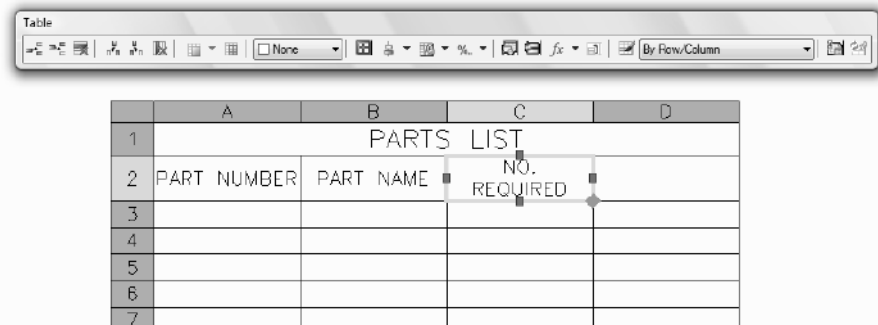 Table
None
%..
fx
By Row/Column
A B C D
1 PARTS LIST
2 PART NUMBER PART NAME NO. REQUIRED
3
4
5
6
7